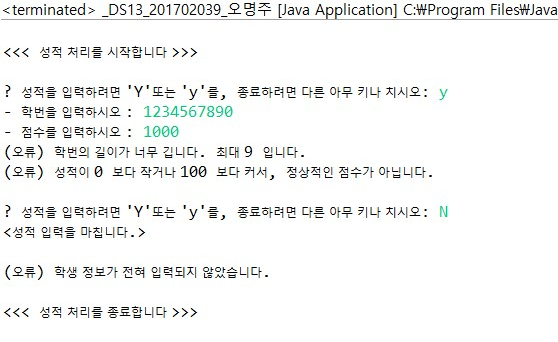 <terminated> _DS13_201702039_오명주 [Java Application] C:\Program Files\Java
<<< 성적 처리를 시작합니다 >>>
? 성적을 입력하려면 'Y'또는 'y'를, 종료하려면 다른 아무 키나 치시오: y
- 학번을 입력하시오 : 1234567890
- 점수를 입력하시오 : 1000
(오류) 학번의 길이가 너무 깁니다. 최대 9 입니다.
(오류) 성적이 0 보다 작거나 100 보다 커서, 정상적인 점수가 아닙니다.
? 성적을 입력하려면 'Y'또는 'y'를, 종료하려면 다른 아무 키나 치시오: N
<성적 입력을 마칩니다.>
(오류) 학생 정보가 전혀 입력되지 않았습니다.
<<< 성적 처리를 종료합니다 >>>